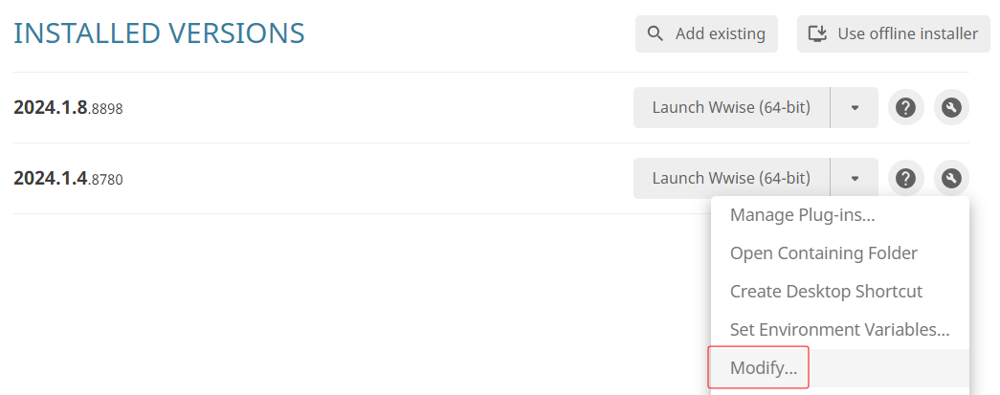 INSTALLED VERSIONS
Add existing
Use offline installer
2024.1.8.8898
Launch Wwise (64-bit)
2024.1.4.8780
Launch Wwise (64-bit)
Manage Plug-ins...
Open Containing Folder
Create Desktop Shortcut
Set Environment Variables...
Modify...